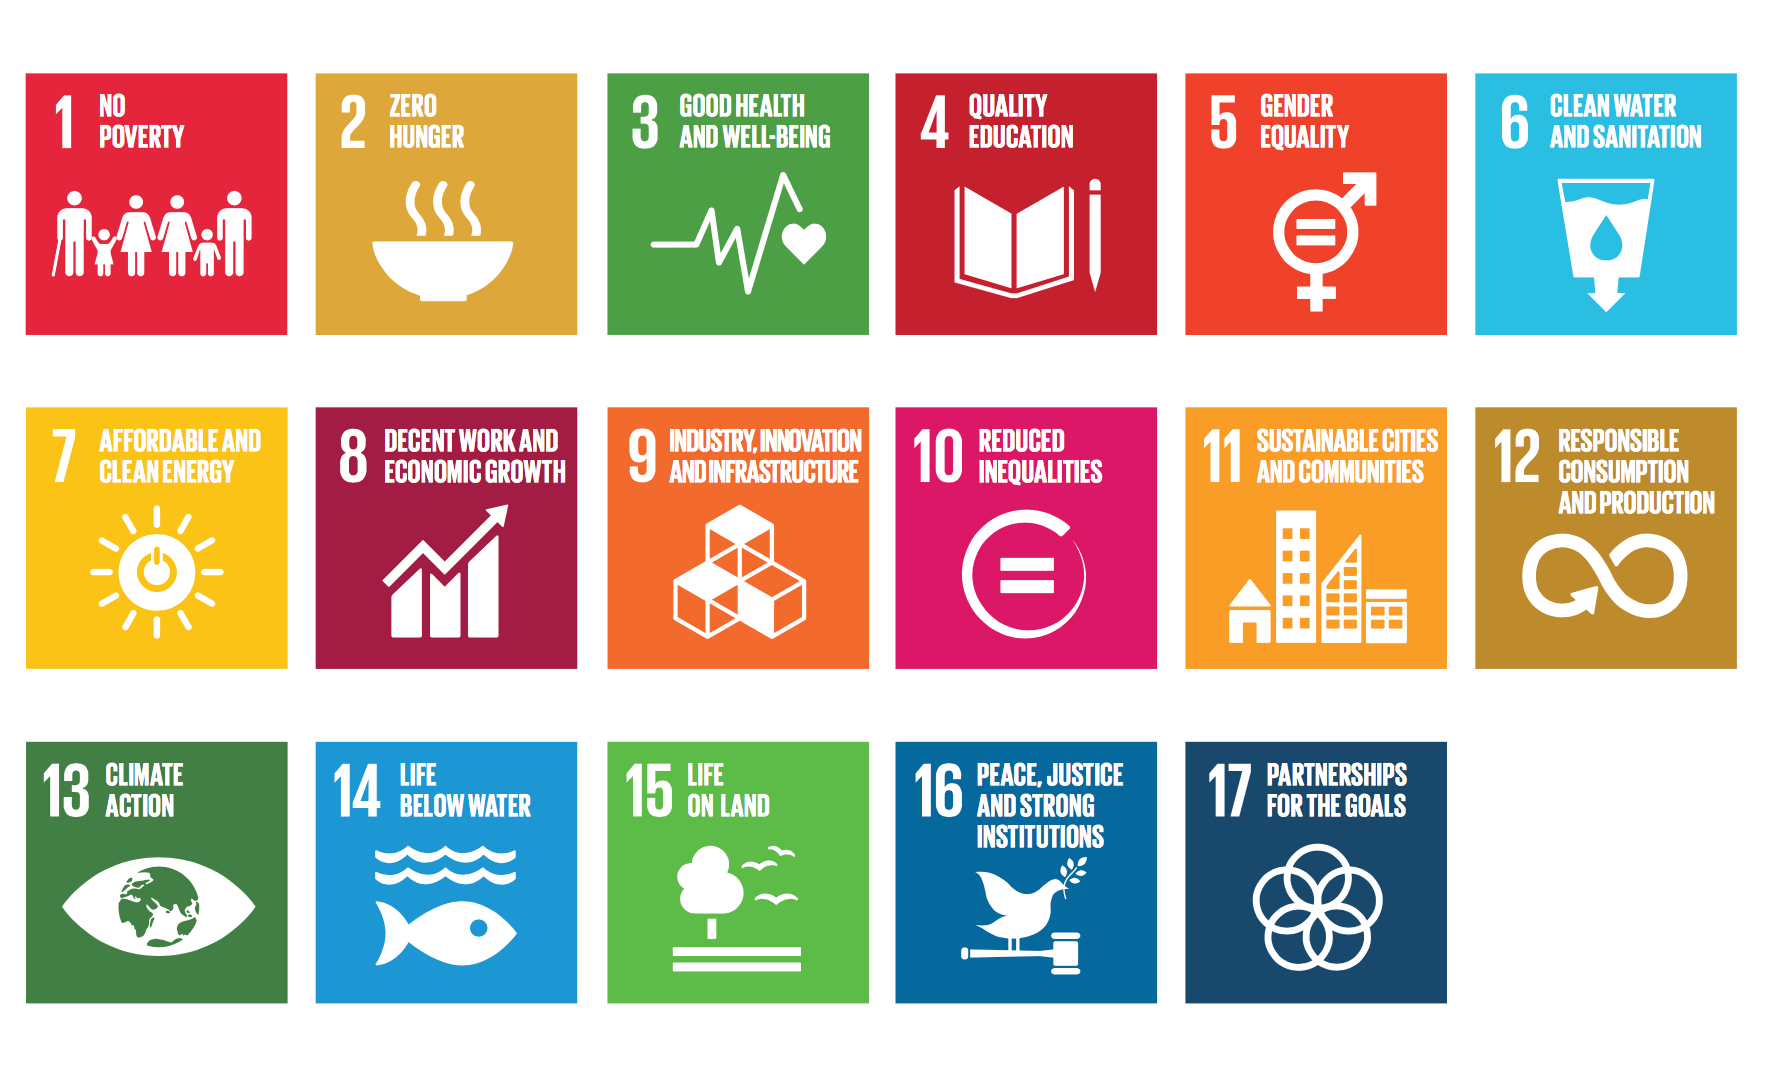 1 NO
POVERTY
2 ZERO
HUNGER
3 GOOD HEALTH
AND WELL-BEING
4 QUALITY
EDUCATION
5 GENDER
EQUALITY
6 CLEAN WATER
AND SANITATION
7 AFFORDABLE AND
CLEAN ENERGY
8 DECENT WORK AND
ECONOMIC GROWTH
9 INDUSTRY, INNOVATION
AND INFRASTRUCTURE
10 REDUCED
INEQUALITIES
11 SUSTAINABLE CITIES
AND COMMUNITIES
12 RESPONSIBLE
CONSUMPTION
AND PRODUCTION
13 CLIMATE
ACTION
14 LIFE
BELOW WATER
15 LIFE
ON LAND
16 PEACE, JUSTICE
AND STRONG
INSTITUTIONS
17 PARTNERSHIPS
FOR THE GOALS